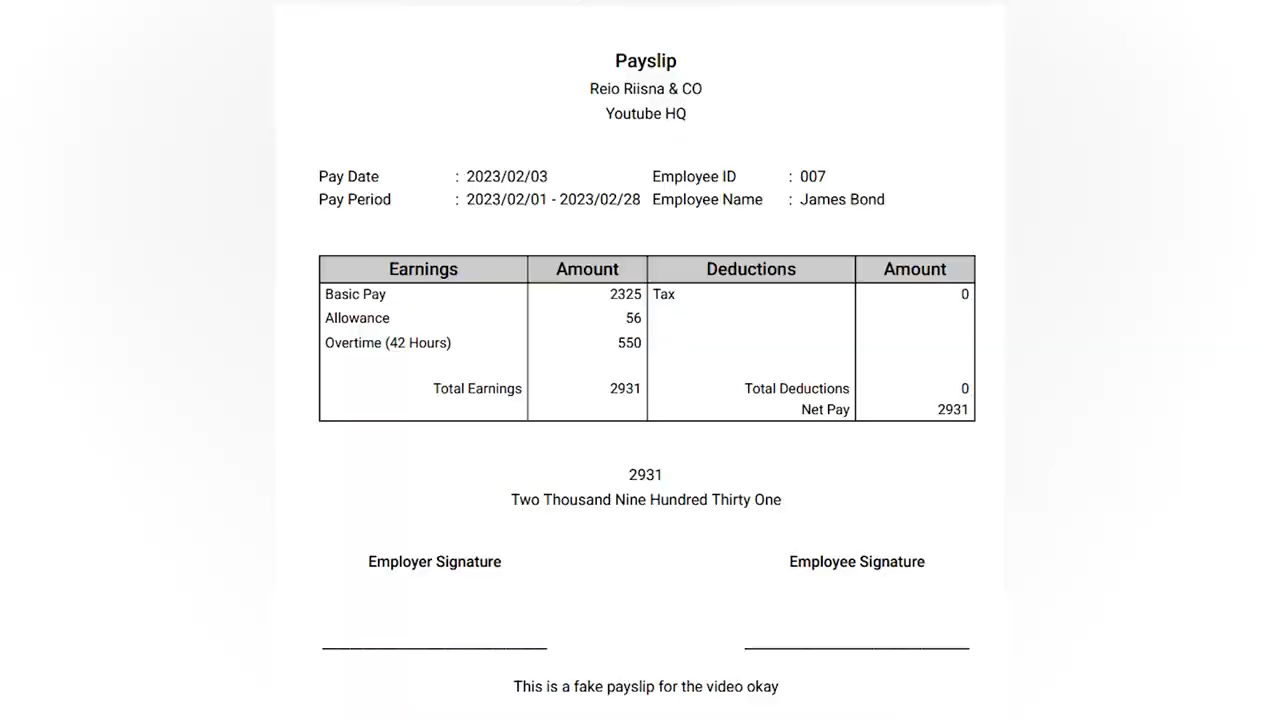 Payslip
Reio Riisna & CO
Youtube HQ
Pay Date : 2023/02/03 Employee ID : 007
Pay Period : 2023/02/01 - 2023/02/28 Employee Name : James Bond
Earnings Amount Deductions Amount
Basic Pay 2325 Tax 0
Allowance 56
Overtime (42 Hours) 550
Total Earnings 2931 Total Deductions 0
Net Pay 2931
2931
Two Thousand Nine Hundred Thirty One
Employer Signature Employee Signature
This is a fake payslip for the video okay